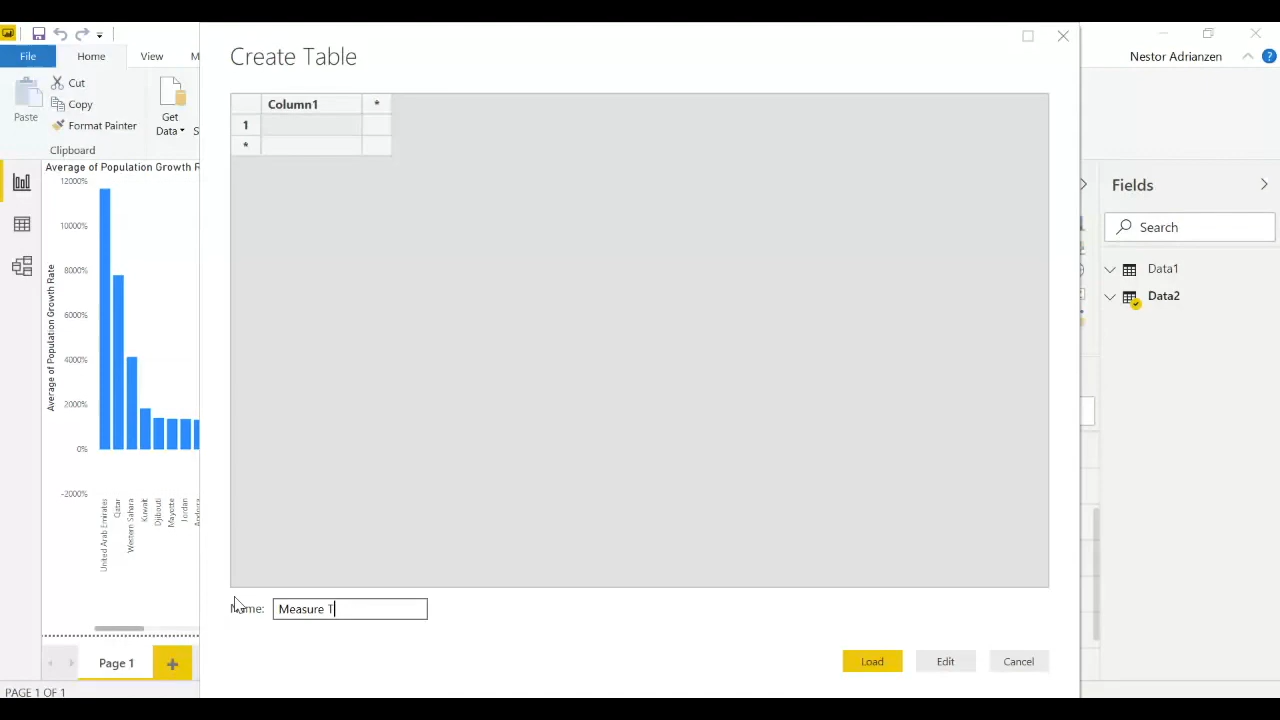 Create Table
File
Home
View
M
Nestor Adrianzen
Paste
Cut
Copy
Format Painter
Get
Data
S
Clipboard
Column1
*
1
*
Average of Population Growth R
12000%
10000%
8000%
6000%
4000%
2000%
0%
-2000%
Average of Population Growth Rate
United Arab Emirates
Qatar
Western Sahara
Kuwait
Djibouti
Mayotte
Jordan
Andorra
Fields
Search
Data1
Data2
Name:
Measure T
Load
Edit
Cancel
Page 1
PAGE 1 OF 1